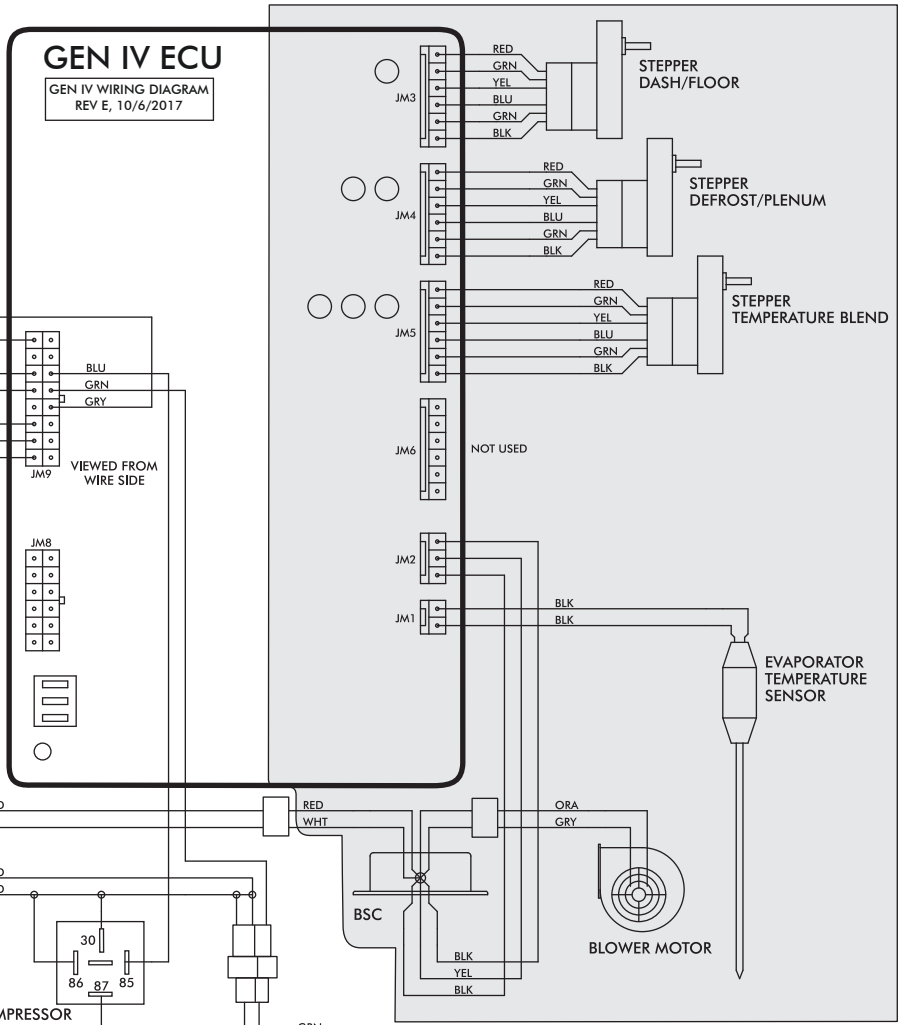 GEN IV ECU
GEN IV WIRING DIAGRAM
REV E, 10/6/2017
JM3
RED
GRN
YEL
BLU
GRN
BLK
STEPPER
DASH/FLOOR
JM4
RED
GRN
YEL
BLU
GRN
BLK
STEPPER
DEFROST/PLENUM
JM5
RED
GRN
YEL
BLU
GRN
BLK
STEPPER
TEMPERATURE BLEND
BLU
GRN
GRY
JM9
VIEWED FROM
WIRE SIDE
JM6
NOT USED
JM8
JM2
JM1
BLK
BLK
EVAPORATOR
TEMPERATURE
SENSOR
RED
WHT
ORA
GRY
BSC
BLOWER MOTOR
BLK
YEL
BLK
30
86
87
85
MPRESSOR
GRN